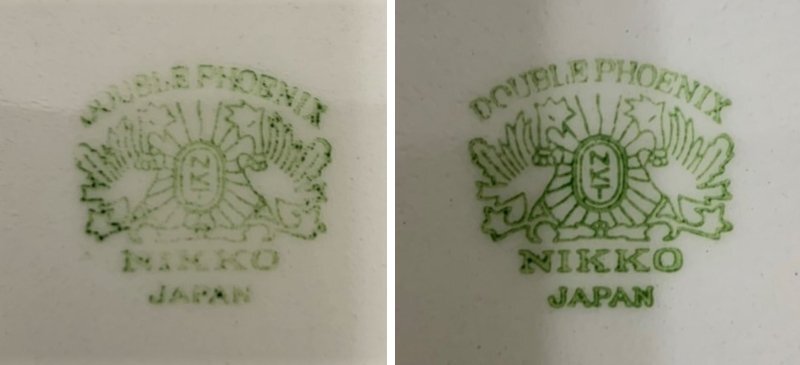 DOUBLE PHOENIX
NKT
NIKKO
JAPAN
DOUBLE PHOENIX
NKT
NIKKO
JAPAN